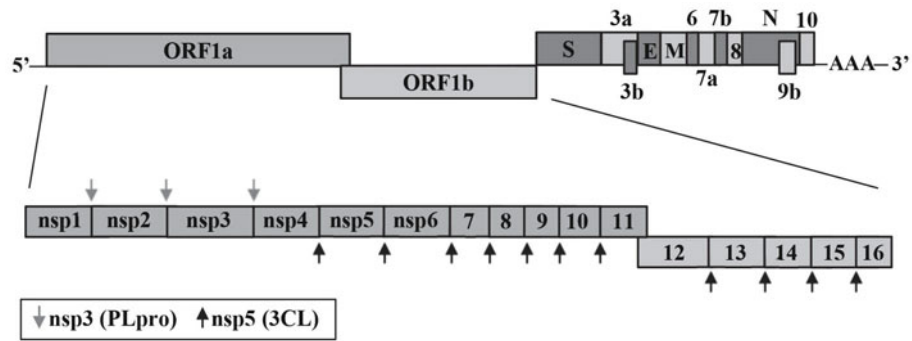 3a 6 7b N 10
ORF1a S E M 8
5’ AAA 3’
ORF1b 3b 7a 9b
nsp1 nsp2 nsp3 nsp4 nsp5 nsp6 7 8 9 10 11
12 13 14 15 16
nsp3 (PLpro) nsp5 (3CL)